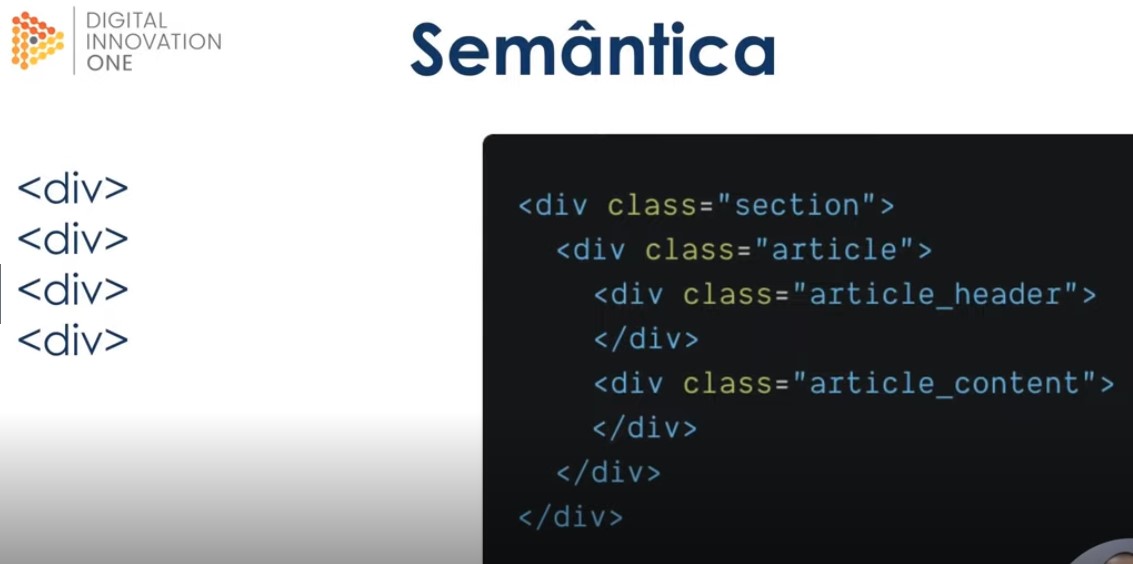 DIGITAL
INNOVATION
ONE
Semântica
<div>
<div>
<div>
<div>
<div class="section">
<div class="article">
<div class="article_header">
</div>
<div class="article_content">
</div>
</div>
</div>